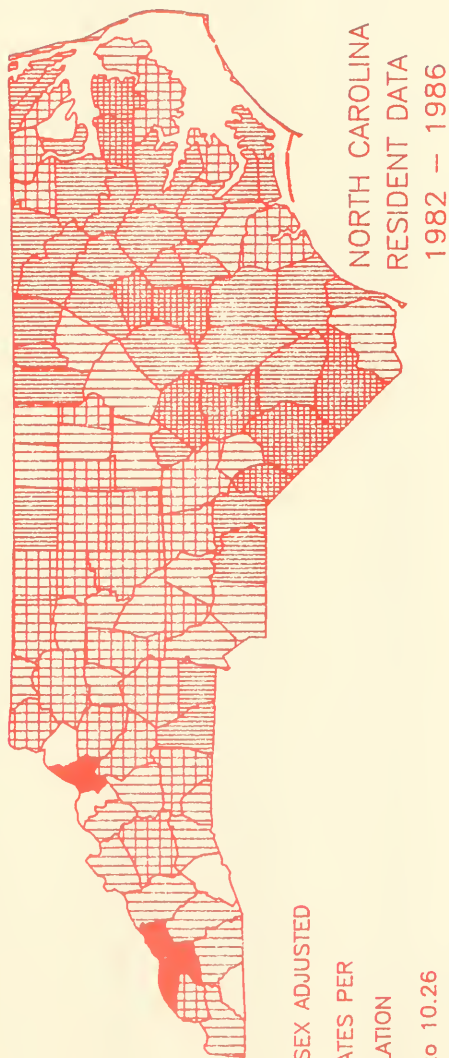 NORTH CAROLINA
RESIDENT DATA
1982 – 1986
SEX ADJUSTED
ATES PER
ATION
.o 10.26